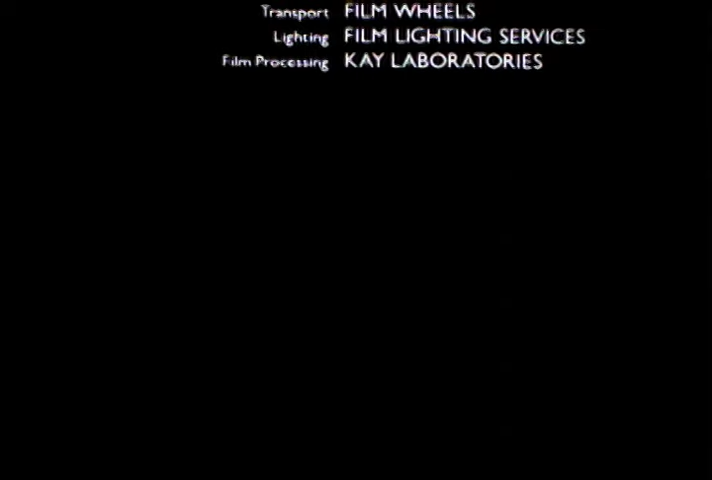 Transport FILM WHEELS
Lighting FILM LIGHTING SERVICES
Film Processing KAY LABORATORIES